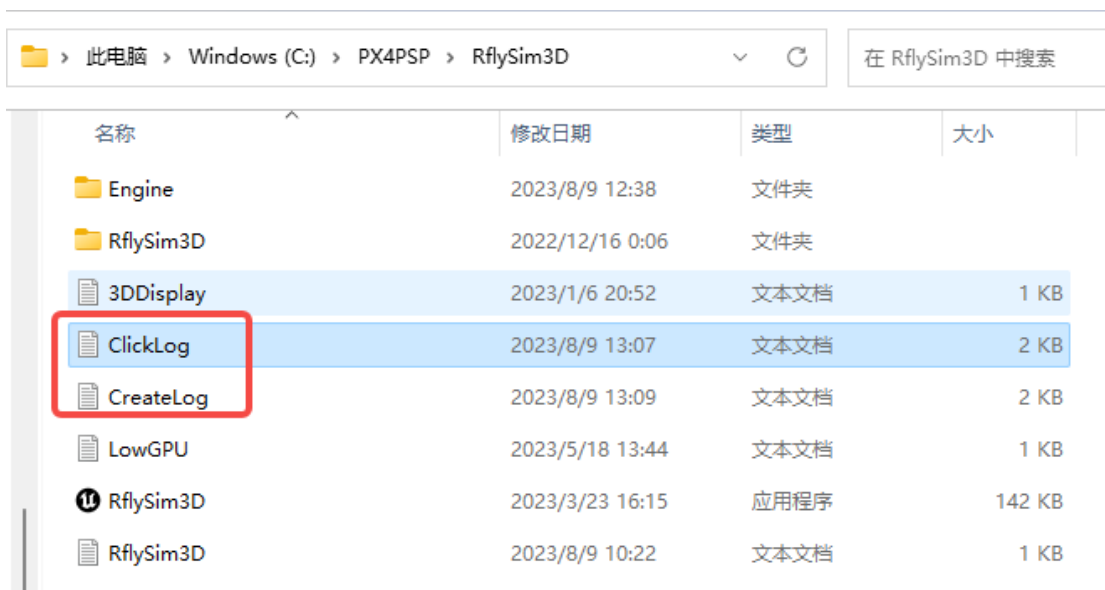 此电脑 > Windows (C:) > PX4PSP > RflySim3D 在 RflySim3D 中搜索
名称 修改日期 类型 大小
Engine 2023/8/9 12:38 文件夹
RflySim3D 2022/12/16 0:06 文件夹
3DDisplay 2023/1/6 20:52 文本文档 1 KB
ClickLog 2023/8/9 13:07 文本文档 2 KB
CreateLog 2023/8/9 13:09 文本文档 2 KB
LowGPU 2023/5/18 13:44 文本文档 1 KB
RflySim3D 2023/3/23 16:15 应用程序 142 KB
RflySim3D 2023/8/9 10:22 文本文档 1 KB